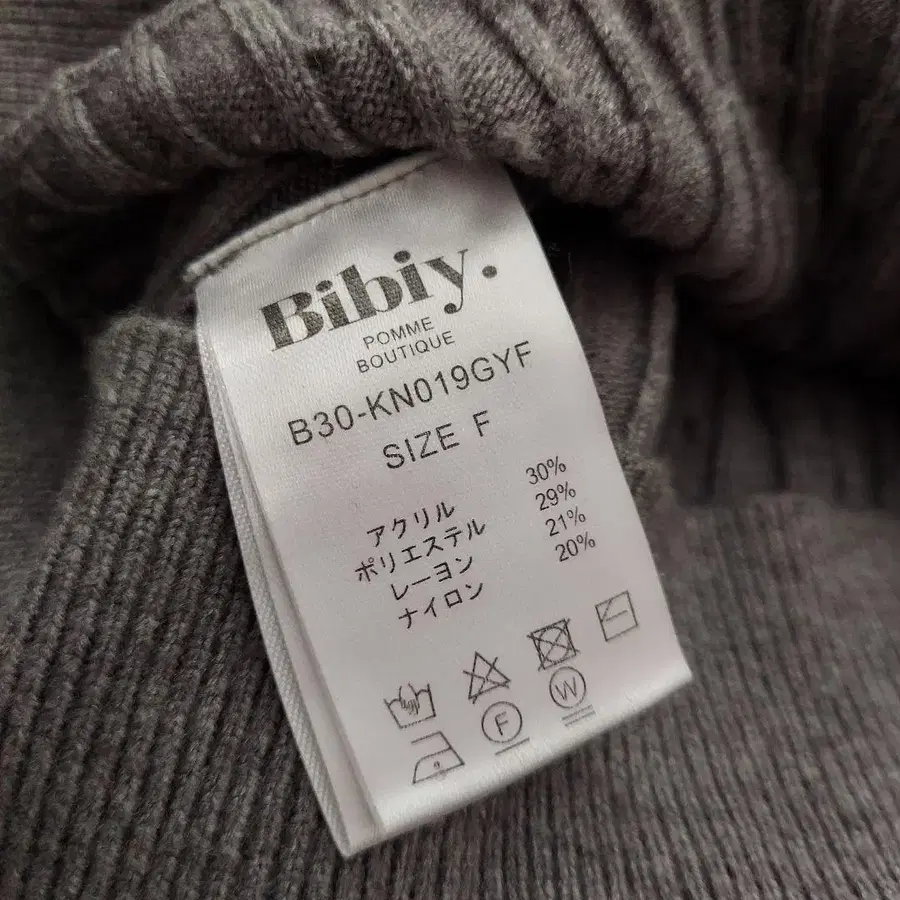 Bibiy.
POMME
BOUTIQUE
B30-KN019GYF
SIZE F
アクリル 30%
ポリエステル 29%
レーヨン 21%
ナイロン 20%
F W